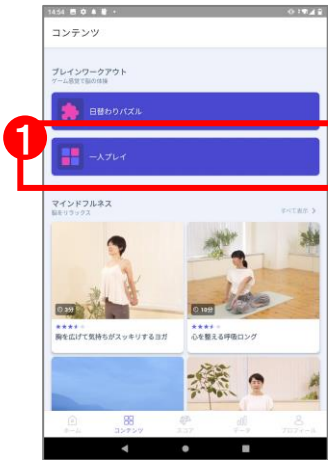 14:54
コンテンツ
ブレインワークアウト
ゲーム感覚で脳の体操
日替わりパズル
1
一人プレイ
マインドフルネス
脳をリラックス
すべて表示 >
3分
10分
胸を広げて気持ちがスッキリするヨガ
心を整える呼吸ロング
ホーム
コンテンツ
スコア
データ
プロフィール